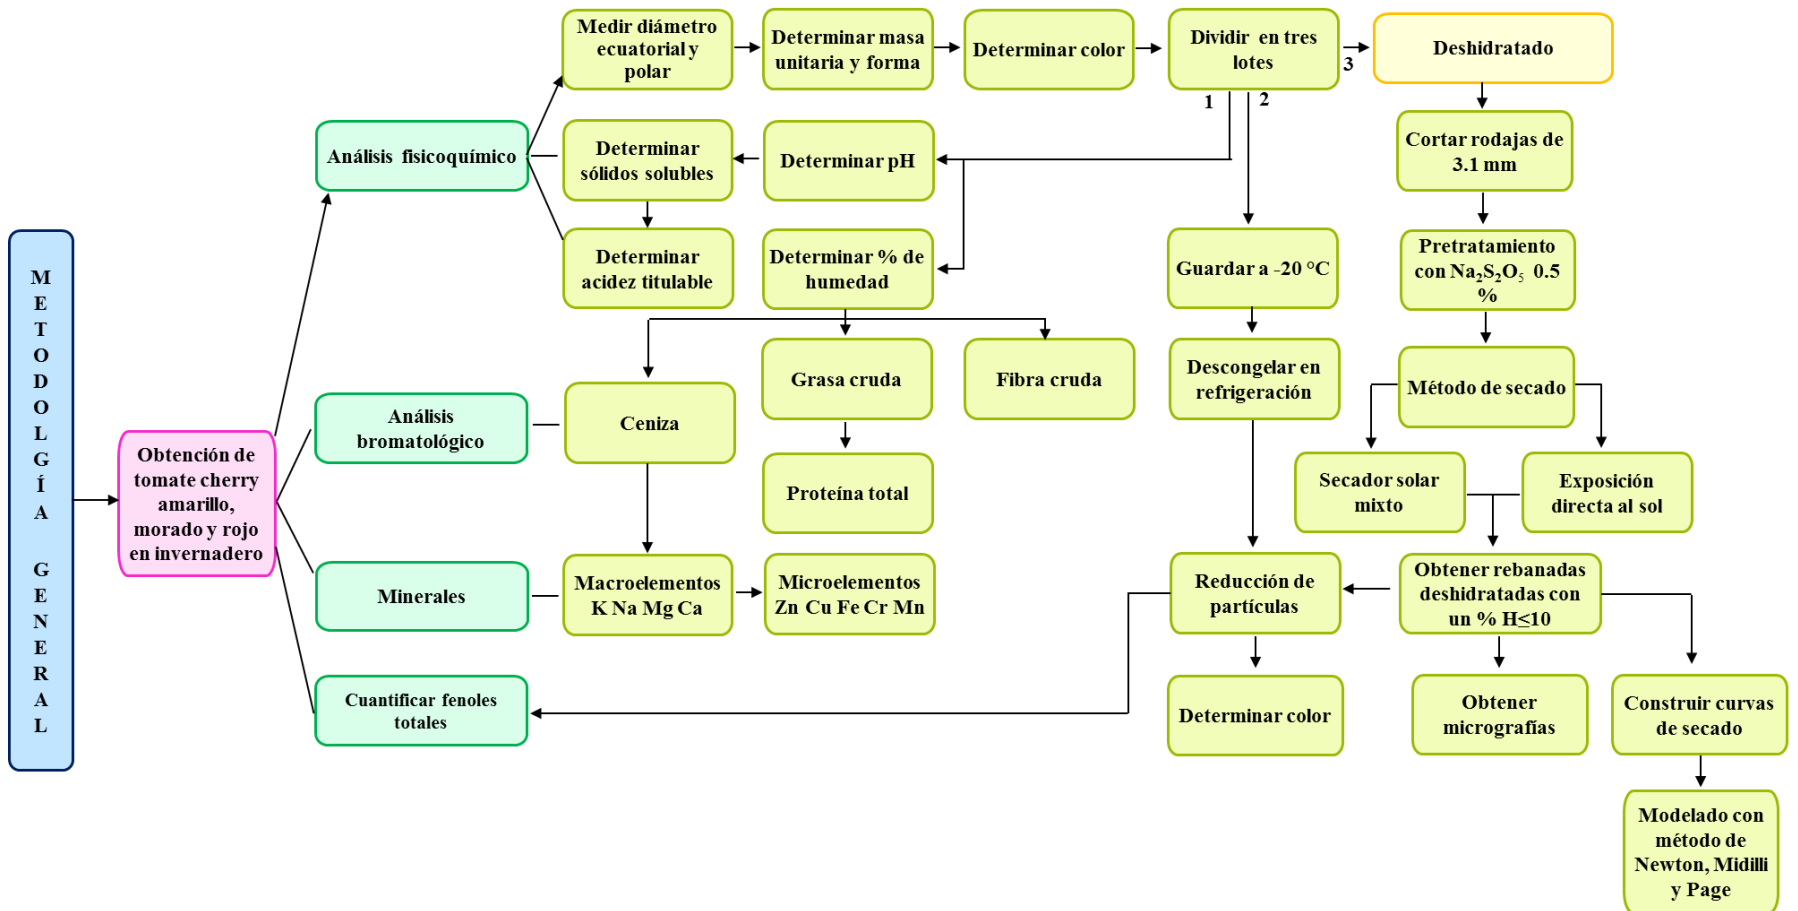 METODOLGÍA GENERAL
Obtención de
tomate cherry
amarillo,
morado y rojo
en invernadero
Análisis fisicoquímico
Medir diámetro
ecuatorial y
polar
Determinar masa
unitaria y forma
Determinar color
Dividir en tres
lotes
1
2
3
Deshidratado
Determinar
sólidos solubles
Determinar pH
Cortar rodajas de
3.1 mm
Determinar
acidez titulable
Determinar % de
humedad
Guardar a -20 °C
Pretratamiento
con Na₂S₂O₅ 0.5
%
Grasa cruda
Fibra cruda
Descongelar en
refrigeración
Método de secado
Análisis
bromatológico
Ceniza
Proteína total
Secador solar
mixto
Exposición
directa al sol
Minerales
Macroelementos
K Na Mg Ca
Microelementos
Zn Cu Fe Cr Mn
Reducción de
partículas
Obtener rebanadas
deshidratadas con
un % H≤10
Cuantificar fenoles
totales
Determinar color
Obtener
micrografías
Construir curvas
de secado
Modelado con
método de
Newton, Midilli
y Page